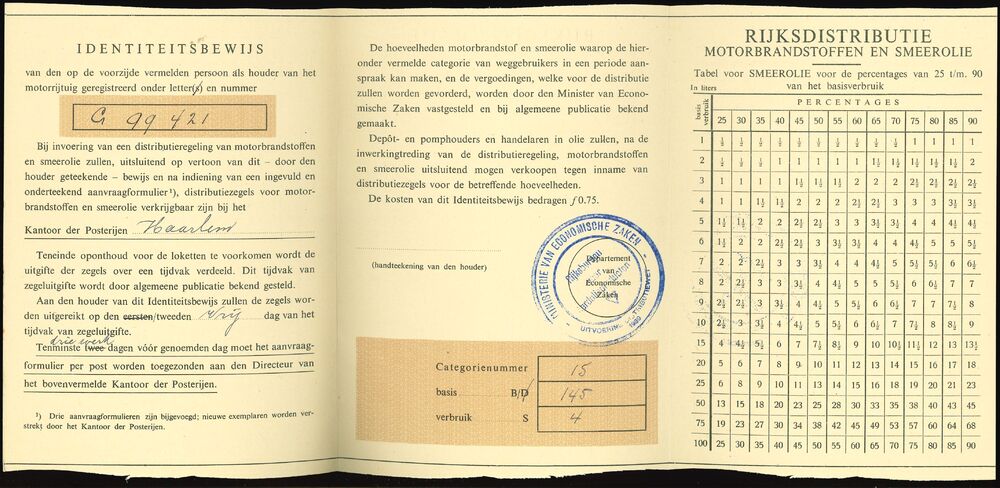 IDENTITEITSBEWIJS
van den op de voorzijde vermelden persoon als houder van het
motorrijtuig geregistreerd onder letter(s) en nummer
G 99421
Bij invoering van een distributieregeling van motorbrandstoffen
en smeerolie zullen, uitsluitend op vertoon van dit – door den
houder geteekende – bewijs en na indiening van een ingevuld en
onderteekend aanvraagformulier¹), distributiezegels voor motor-
brandstoffen en smeerolie verkrijgbaar zijn bij het
Kantoor der Posterijen Haarlem
Teneinde oponthoud voor de loketten te voorkomen wordt de
uitgifte der zegels over een tijdvak verdeeld. Dit tijdvak van
zegeluitgifte wordt door algemeene publicatie bekend gesteld.
Aan den houder van dit Identiteitsbewijs zullen de zegels wor-
den uitgereikt op den eersten/tweeden vrij dag van het
tijdvak van zegeluitgifte.
drie werk
Tenminste twee dagen vóór genoemden dag moet het aanvraag-
formulier per post worden toegezonden aan den Directeur van
het bovenvermelde Kantoor der Posterijen.
¹) Drie aanvraagformulieren zijn bijgevoegd; nieuwe exemplaren worden ver-
strekt door het Kantoor der Posterijen.
De hoeveelheden motorbrandstof en smeerolie waarop de hier-
onder vermelde categorie van weggebruikers in een periode aan-
spraak kan maken, en de vergoedingen, welke voor de distributie
zullen worden gevorderd, worden door den Minister van Econo-
mische Zaken vastgesteld en bij algemeene publicatie bekend
gemaakt.
Depôt- en pomphouders en handelaren in olie zullen, na de
inwerkingtreding van de distributieregeling, motorbrandstoffen
en smeerolie uitsluitend mogen verkoopen tegen inname van
distributiezegels voor de betreffende hoeveelheden.
De kosten van dit Identiteitsbewijs bedragen ƒ 0.75.
(handteekening van den houder)
MINISTERIE VAN ECONOMISCHE ZAKEN
UITVOERING DISTRIBUTIEWET 1939
Departement
van
Economische
Zaken
Rijksbureau
voor
Categorienummer 15
basis B/D 145
verbruik S 4
RIJKSDISTRIBUTIE
MOTORBRANDSTOFFEN EN SMEEROLIE
Tabel voor SMEEROLIE voor de percentages van 25 t/m. 90
In liters van het basisverbruik
basis verbruik PERCENTAGES
25 30 35 40 45 50 55 60 65 70 75 80 85 90
1 ½ ½ ½ ½ ½ ½ ½ ½ ½ ½ 1 1 1 1
2 ½ ½ ½ 1 1 1 1 1 1½ 1½ 1½ 1½ 1½ 2
3 1 1 1 1 1½ 1½ 1½ 2 2 2 2½ 2½ 2½ 2½
4 1 1 1½ 1½ 2 2 2 2½ 2½ 3 3 3 3½ 3½
5 1½ 1½ 2 2 2½ 2½ 3 3 3½ 3½ 4 4 4½ 4½
6 1½ 2 2 2½ 2½ 3 3½ 3½ 4 4 4½ 5 5 5½
7 2 2 2½ 3 3 3½ 4 4 4½ 5 5½ 5½ 6 6½
8 2 2½ 3 3 3½ 4 4½ 5 5 5½ 6 6½ 7 7
9 2½ 2½ 3 3½ 4 4½ 5 5½ 6 6½ 7 7 7½ 8
10 2½ 3 3½ 4 4½ 5 5½ 6 6½ 7 7½ 8 8½ 9
15 4 4½ 5½ 6 7 7½ 8½ 9 10 10½ 11½ 12 13 13½
20 5 6 7 8 9 10 11 12 13 14 15 16 17 18
25 6 8 9 10 11 13 14 15 16 18 19 20 21 23
50 13 15 18 20 23 25 28 30 33 35 38 40 43 45
75 19 23 27 30 34 38 42 45 49 53 57 60 64 68
100 25 30 35 40 45 50 55 60 65 70 75 80 85 90